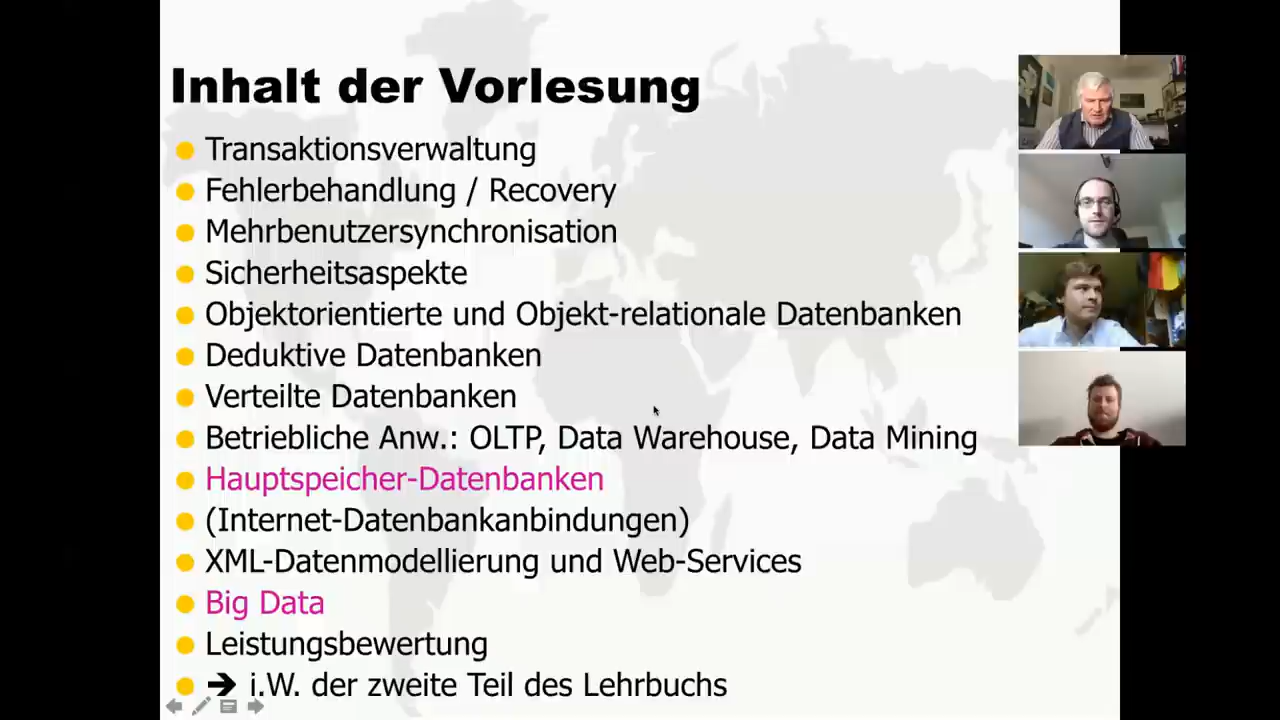 Inhalt der Vorlesung
Transaktionsverwaltung
Fehlerbehandlung / Recovery
Mehrbenutzersynchronisation
Sicherheitsaspekte
Objektorientierte und Objekt-relationale Datenbanken
Deduktive Datenbanken
Verteilte Datenbanken
Betriebliche Anw.: OLTP, Data Warehouse, Data Mining
Hauptspeicher-Datenbanken
(Internet-Datenbankanbindungen)
XML-Datenmodellierung und Web-Services
Big Data
Leistungsbewertung
➔ i.W. der zweite Teil des Lehrbuchs